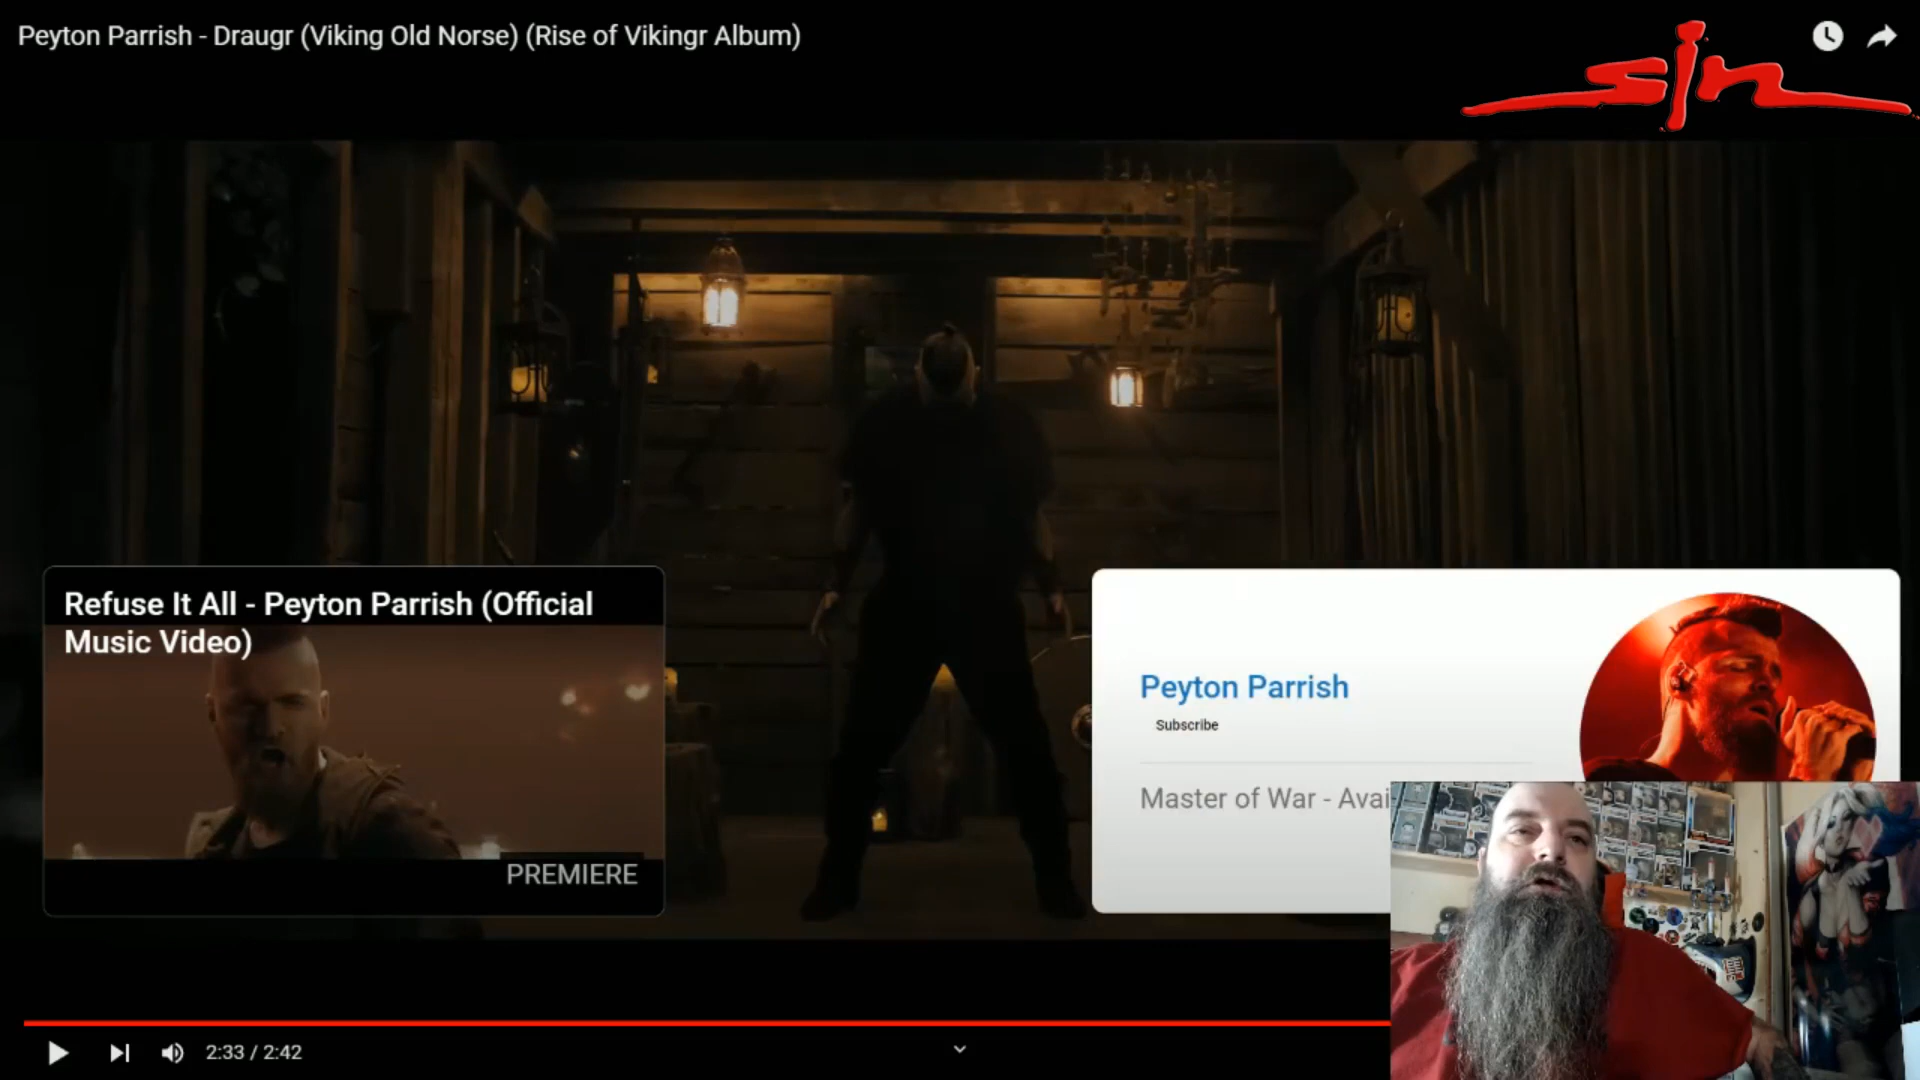 Peyton Parrish - Draugr (Viking Old Norse) (Rise of Vikingr Album)
sin
Refuse It All - Peyton Parrish (Official
Music Video)
PREMIERE
Peyton Parrish
Subscribe
Master of War - Avai
2:33 / 2:42